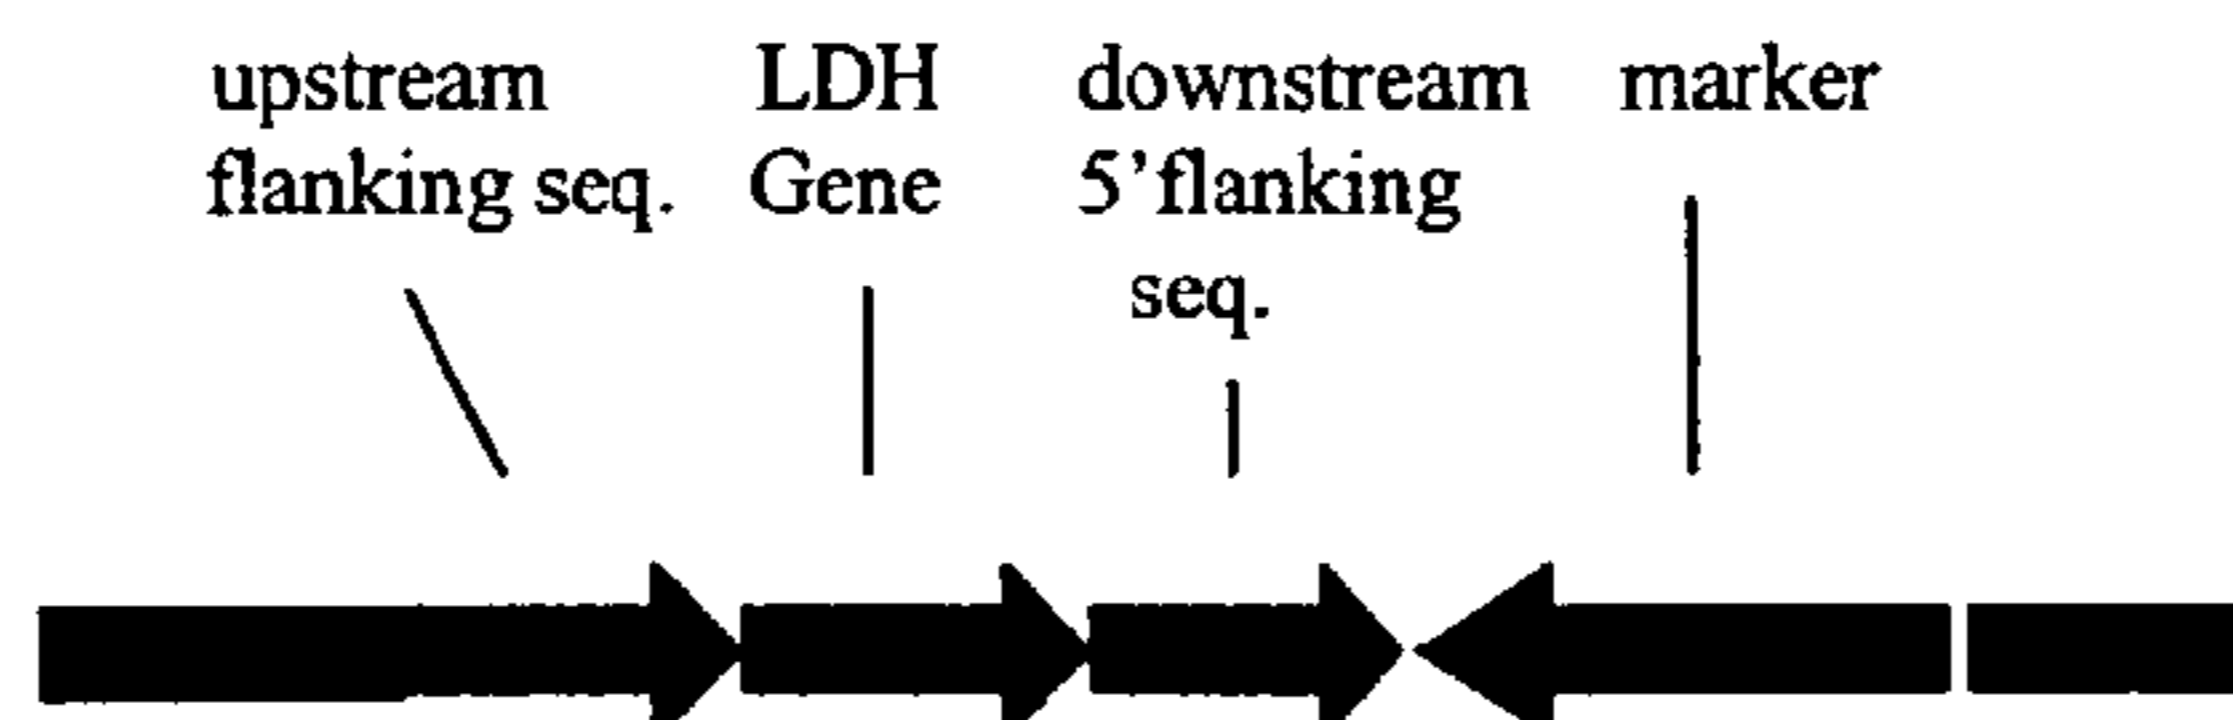 upstream
flanking seq.
LDH
Gene
downstream
5'flanking
seq.
marker